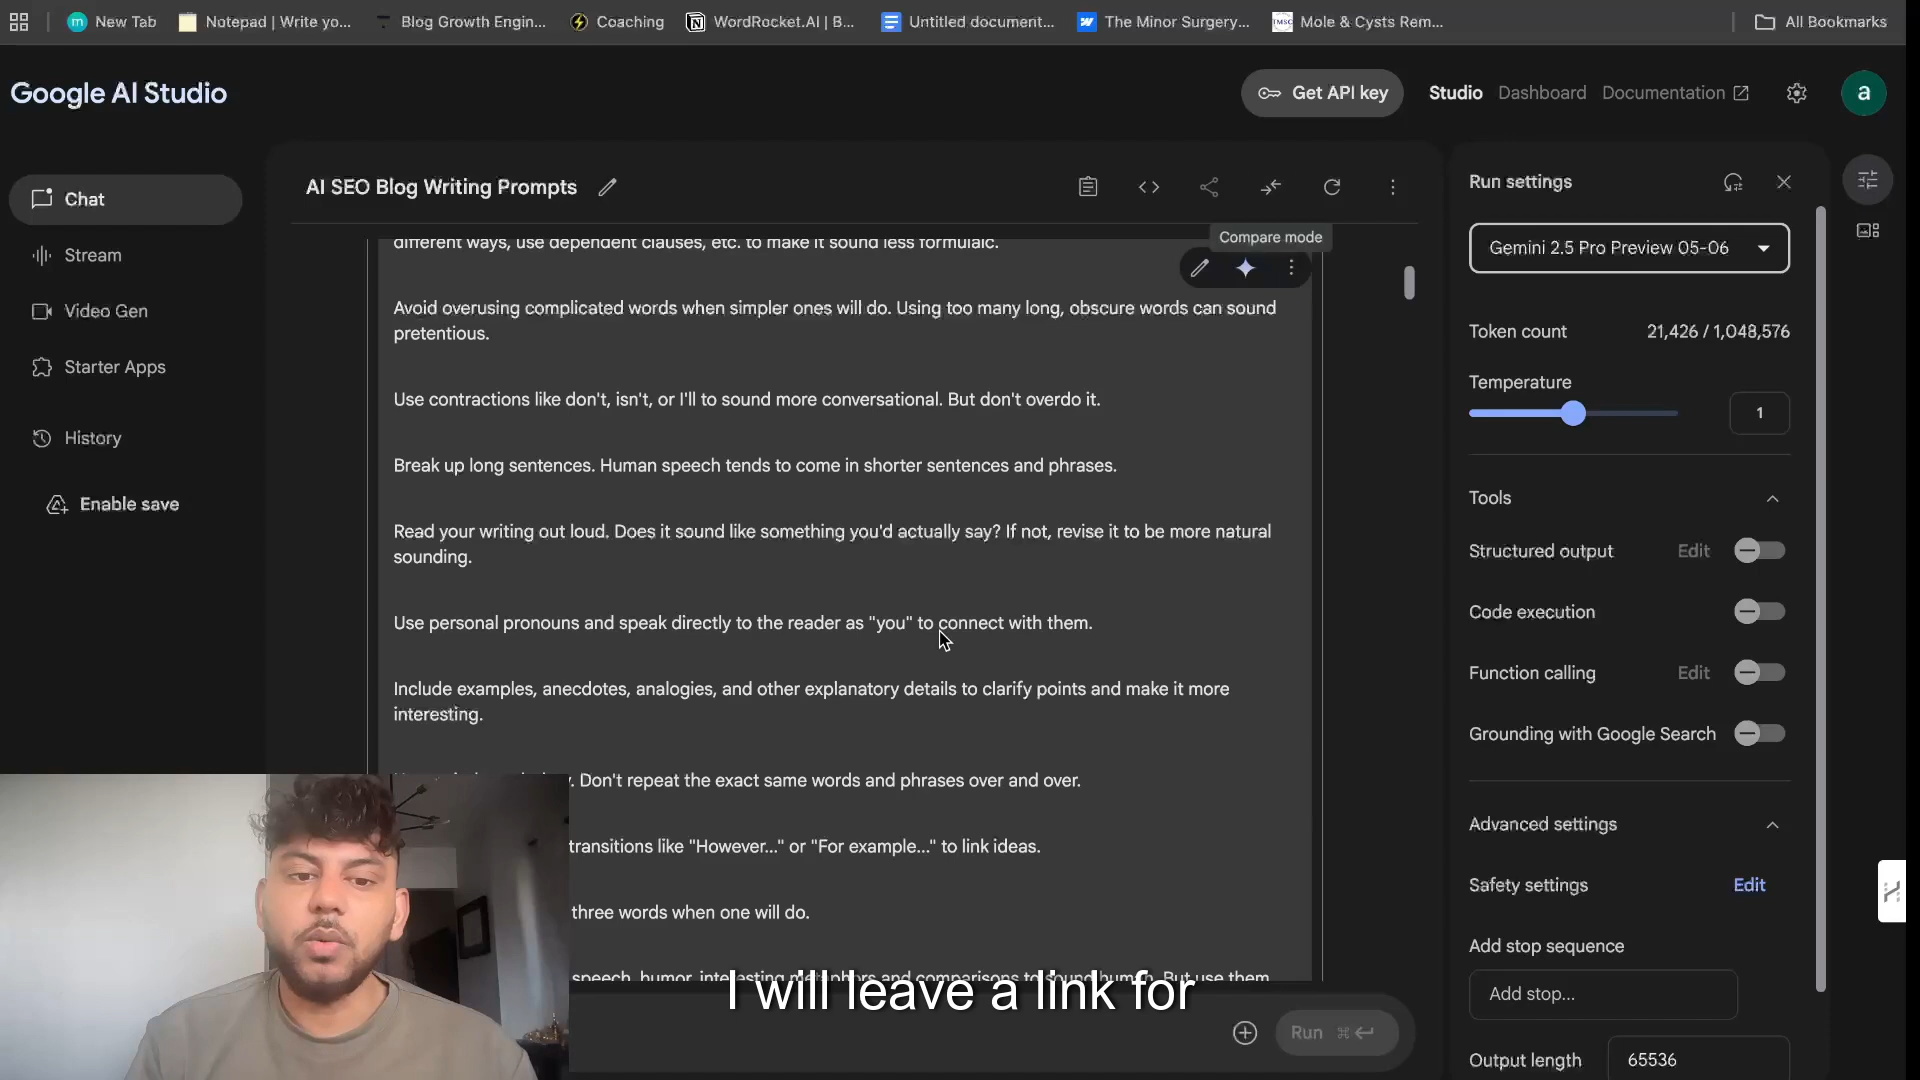 New Tab
Notepad | Write yo...
Blog Growth Engin...
Coaching
WordRocket.AI | B...
Untitled document...
The Minor Surgery...
Mole & Cysts Rem...
All Bookmarks
Google AI Studio
Get API key
Studio
Dashboard
Documentation
a
Chat
Stream
Video Gen
Starter Apps
History
Enable save
AI SEO Blog Writing Prompts
Compare mode
different ways, use dependent clauses, etc. to make it sound less formulaic.
Avoid overusing complicated words when simpler ones will do. Using too many long, obscure words can sound
pretentious.
Use contractions like don't, isn't, or I'll to sound more conversational. But don't overdo it.
Break up long sentences. Human speech tends to come in shorter sentences and phrases.
Read your writing out loud. Does it sound like something you'd actually say? If not, revise it to be more natural
sounding.
Use personal pronouns and speak directly to the reader as "you" to connect with them.
Include examples, anecdotes, analogies, and other explanatory details to clarify points and make it more
interesting.
Don't repeat the exact same words and phrases over and over.
transitions like "However..." or "For example..." to link ideas.
three words when one will do.
speech, humor, interesting metaphors and comparisons to sound human. But use them
I will leave a link for
Run
Run settings
Gemini 2.5 Pro Preview 05-06
Token count 21,426 / 1,048,576
Temperature
1
Tools
Structured output Edit
Code execution
Function calling Edit
Grounding with Google Search
Advanced settings
Safety settings Edit
Add stop sequence
Add stop...
Output length 65536